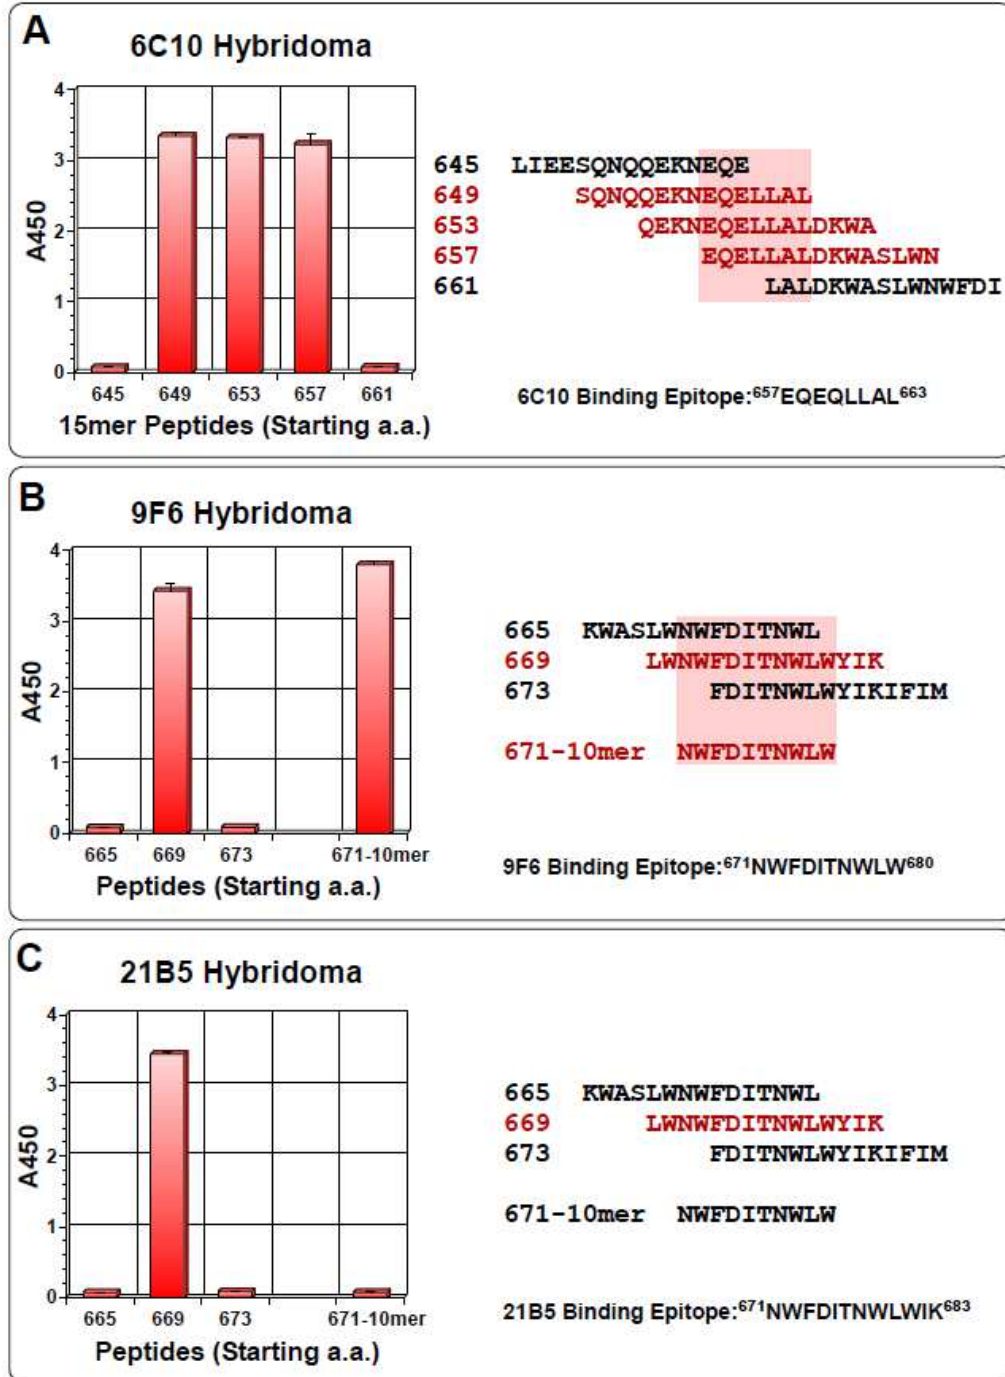 A
6C10 Hybridoma
4
3
2
1
0
A450
645 649 653 657 661
15mer Peptides (Starting a.a.)
645 LIEESQNQQEKNEQE
649 SQNQQEKNEQELLAL
653 QEKNEQELLALDKWA
657 EQELLALDKWASLWN
661 LALDKWASLWNWFDI
6C10 Binding Epitope:⁶⁵⁷EQEQLLAL⁶⁶³
B
9F6 Hybridoma
4
3
2
1
0
A450
665 669 673 671-10mer
Peptides (Starting a.a.)
665 KWASLWNWFDITNWL
669 LWNWFDITNWLWYIK
673 FDITNWLWYIKIFIM
671-10mer NWFDITNWLW
9F6 Binding Epitope:⁶⁷¹NWFDITNWLW⁶⁸⁰
C
21B5 Hybridoma
4
3
2
1
0
A450
665 669 673 671-10mer
Peptides (Starting a.a.)
665 KWASLWNWFDITNWL
669 LWNWFDITNWLWYIK
673 FDITNWLWYIKIFIM
671-10mer NWFDITNWLW
21B5 Binding Epitope:⁶⁷¹NWFDITNWLWIK⁶⁸³